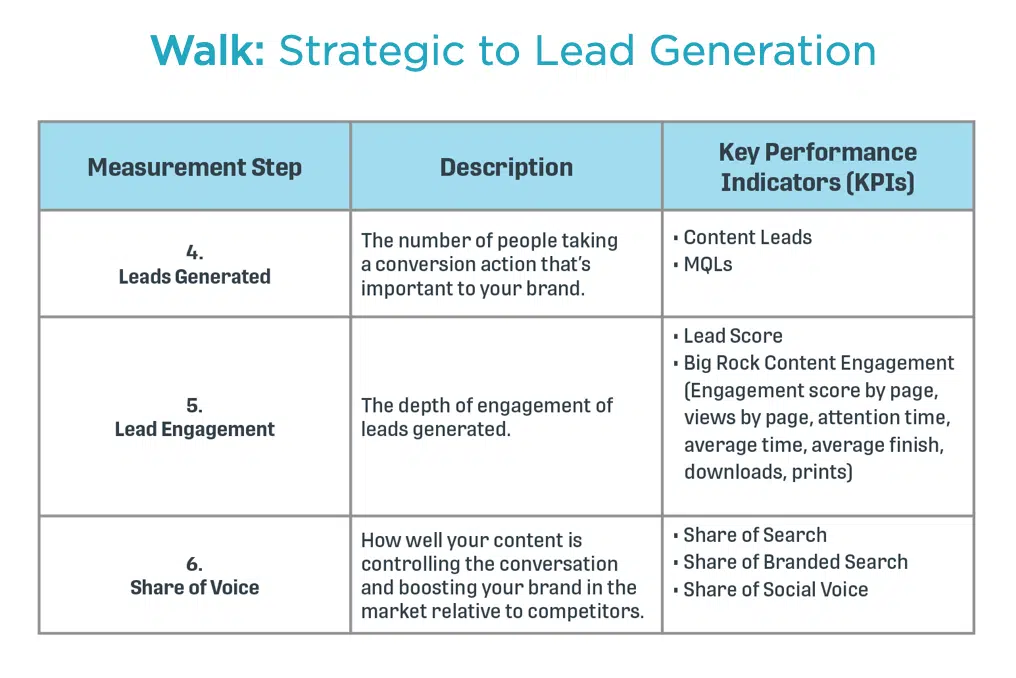 Walk: Strategic to Lead Generation
Measurement Step
Description
Key Performance
Indicators (KPIs)
4.
Leads Generated
The number of people taking
a conversion action that's
important to your brand.
• Content Leads
• MQLs
5.
Lead Engagement
The depth of engagement of
leads generated.
• Lead Score
• Big Rock Content Engagement
(Engagement score by page,
views by page, attention time,
average time, average finish,
downloads, prints)
6.
Share of Voice
How well your content is
controlling the conversation
and boosting your brand in the
market relative to competitors.
• Share of Search
• Share of Branded Search
• Share of Social Voice